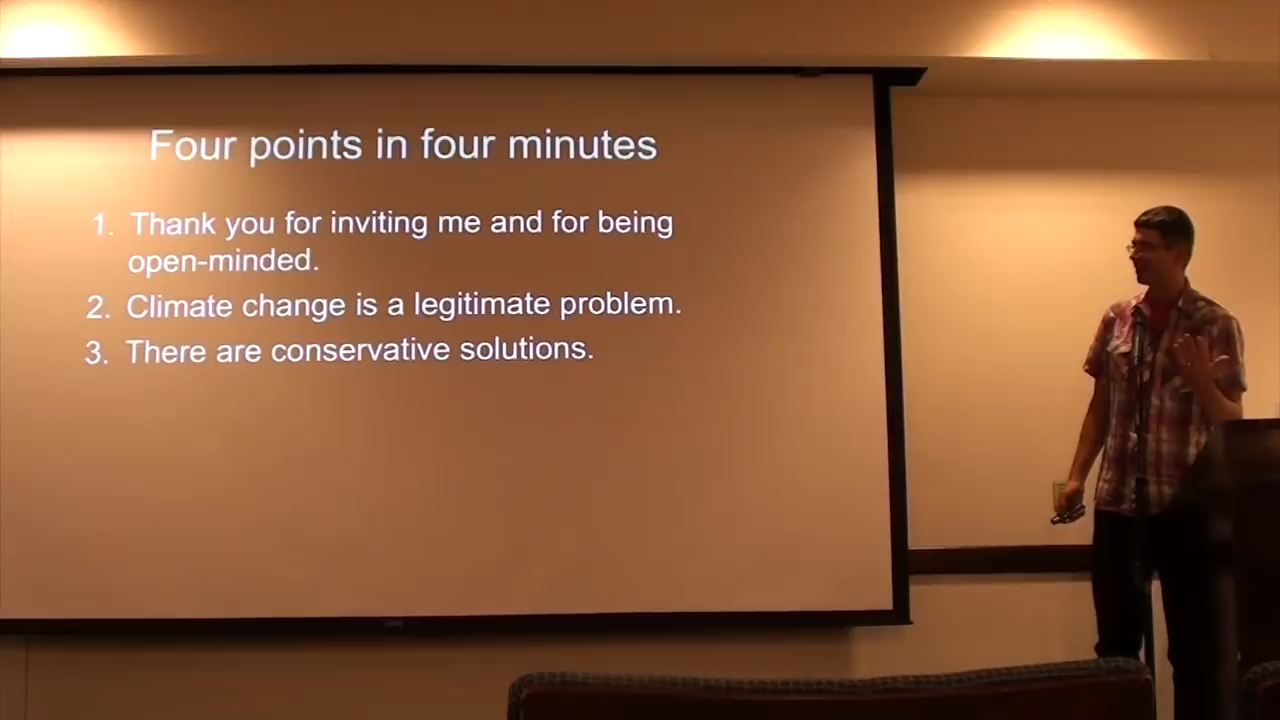 Four points in four minutes
1. Thank you for inviting me and for being
open-minded.
2. Climate change is a legitimate problem.
3. There are conservative solutions.